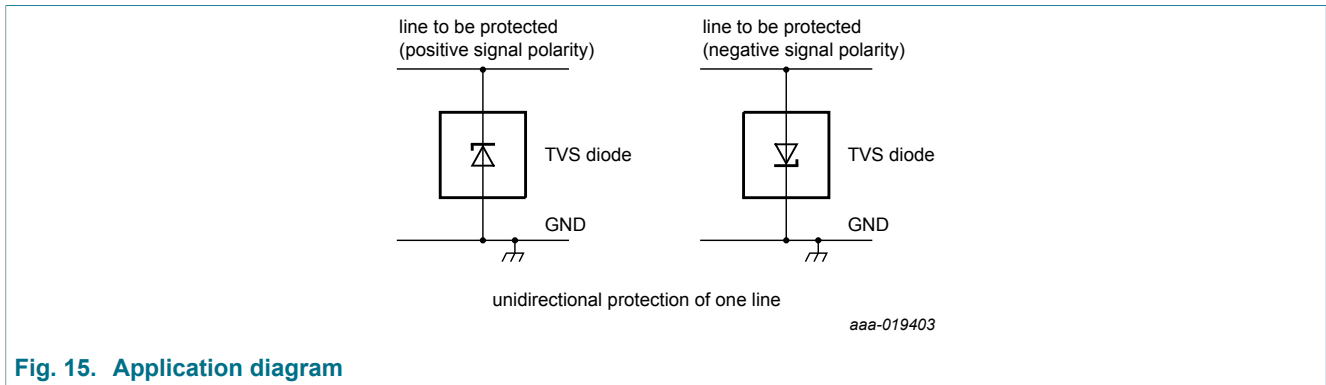 line to be protected
(positive signal polarity)
TVS diode
GND
line to be protected
(negative signal polarity)
TVS diode
GND
unidirectional protection of one line
aaa-019403
Fig. 15. Application diagram